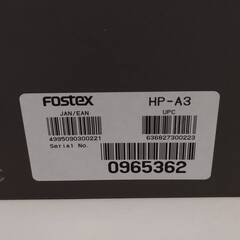 FOSTEX HP-A3
JAN/EAN UPC
4995090300221 636827300223
Serial No.
0965362